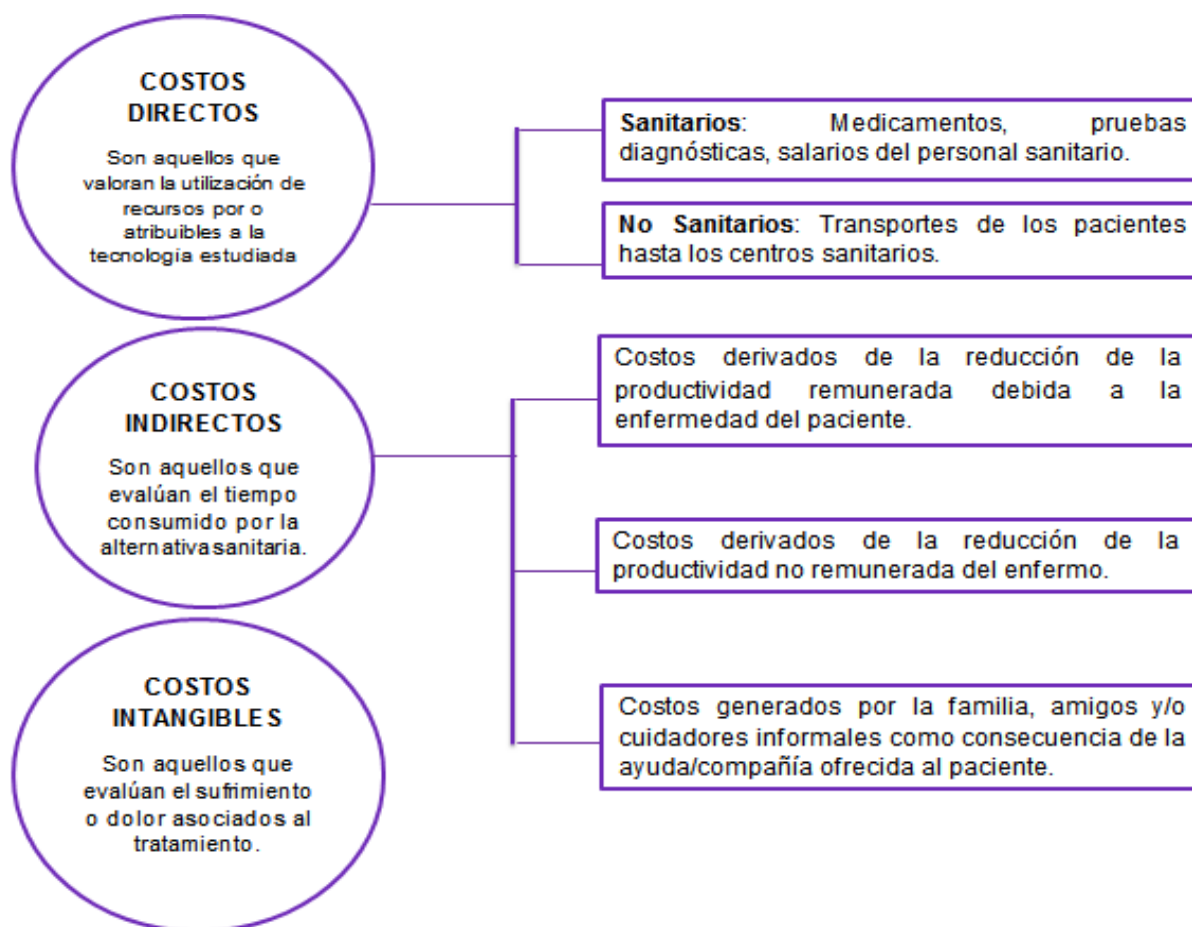 COSTOS
DIRECTOS
Son aquellos que
valoran la utilización de
recursos por o
atribuibles a la
tecnología estudiada
Sanitarios: Medicamentos, pruebas
diagnósticas, salarios del personal sanitario.
No Sanitarios: Transportes de los pacientes
hasta los centros sanitarios.
COSTOS
INDIRECTOS
Son aquellos que
evalúan el tiempo
consumido por la
alternativa sanitaria.
Costos derivados de la reducción de la
productividad remunerada debida a la
enfermedad del paciente.
Costos derivados de la reducción de la
productividad no remunerada del enfermo.
Costos generados por la familia, amigos y/o
cuidadores informales como consecuencia de la
ayuda/compañía ofrecida al paciente.
COSTOS
INTANGIBLES
Son aquellos que
evalúan el sufrimiento
o dolor asociados al
tratamiento.